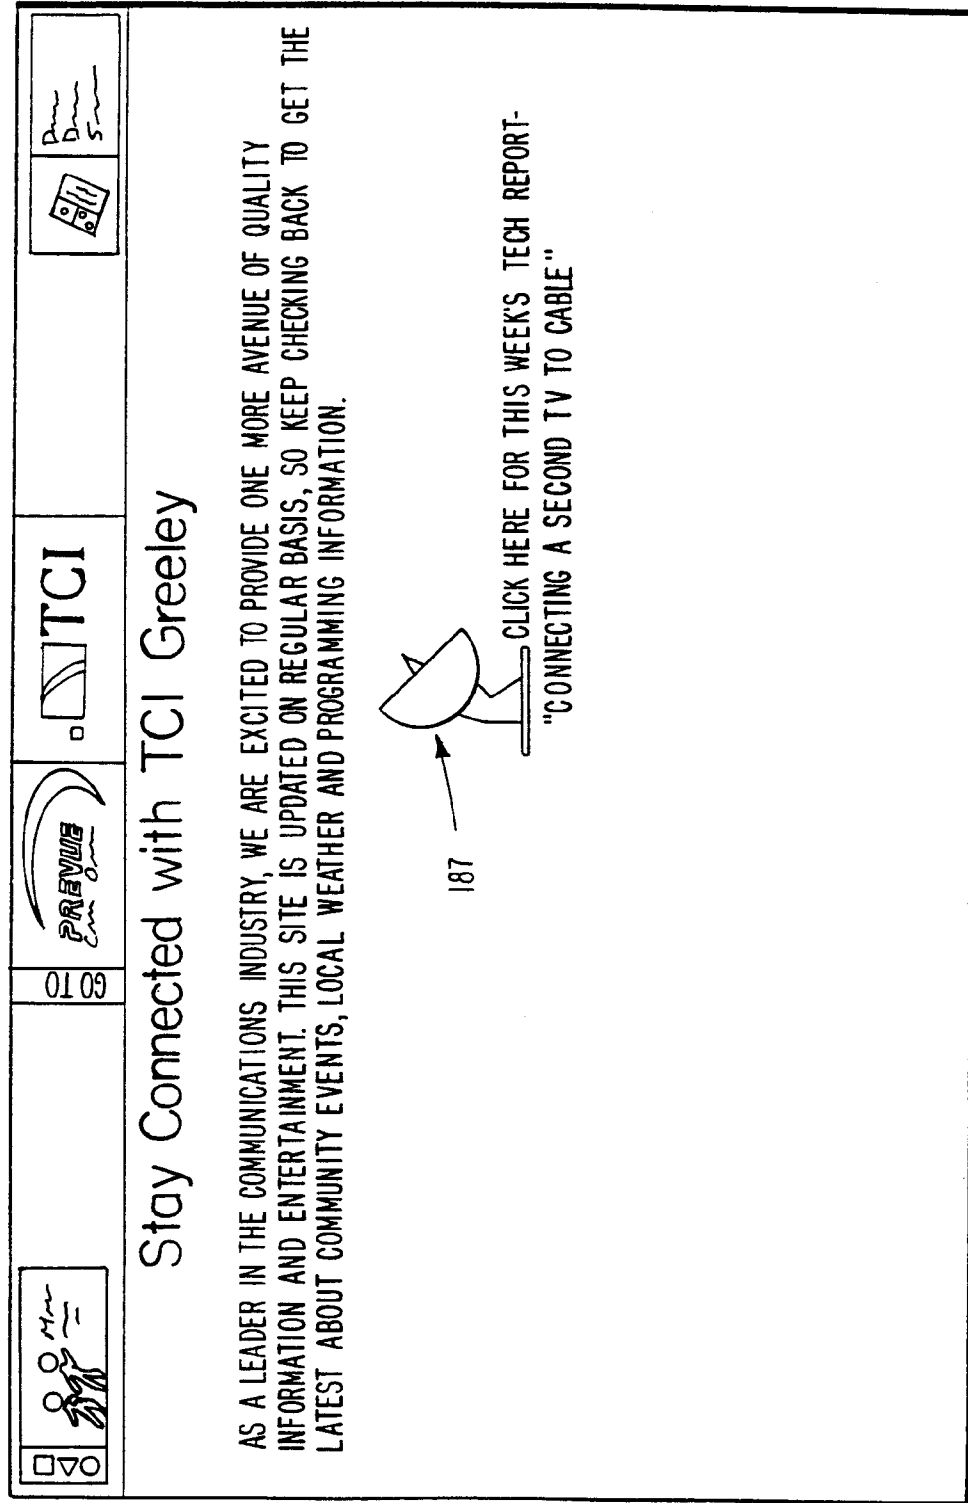 GO TO
PREVUE
TCI
Stay Connected with TCI Greeley
AS A LEADER IN THE COMMUNICATIONS INDUSTRY, WE ARE EXCITED TO PROVIDE ONE MORE AVENUE OF QUALITY
INFORMATION AND ENTERTAINMENT. THIS SITE IS UPDATED ON REGULAR BASIS, SO KEEP CHECKING BACK TO GET THE
LATEST ABOUT COMMUNITY EVENTS, LOCAL WEATHER AND PROGRAMMING INFORMATION.
187
CLICK HERE FOR THIS WEEK'S TECH REPORT-
"CONNECTING A SECOND TV TO CABLE"